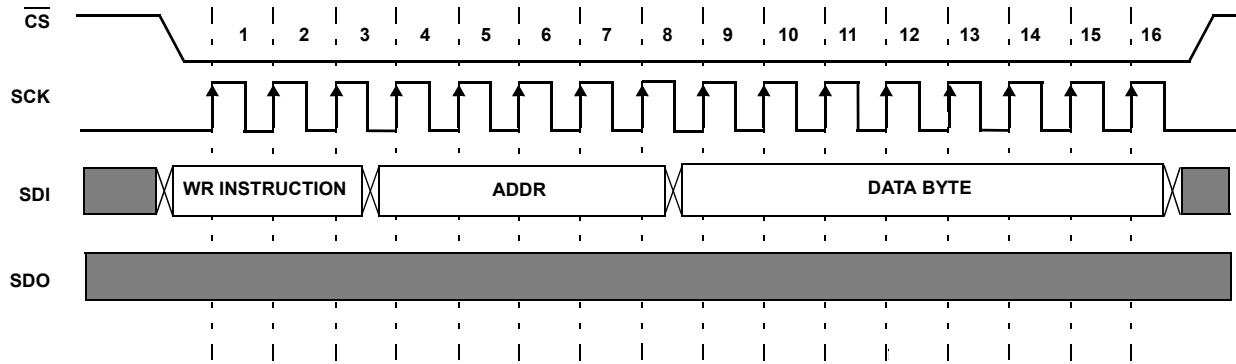 CS
1 2 3 4 5 6 7 8 9 10 11 12 13 14 15 16
SCK
SDI WR INSTRUCTION ADDR DATA BYTE
SDO